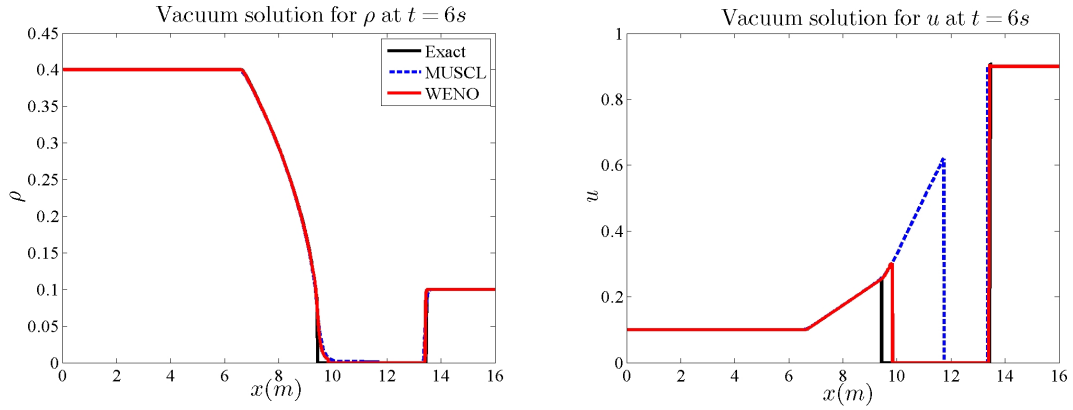 Vacuum solution for ρ at t = 6s
0.45
0.4
0.35
0.3
0.25
0.2
0.15
0.1
0.05
0
ρ
Exact
MUSCL
WENO
0 2 4 6 8 10 12 14 16
x(m)
Vacuum solution for u at t = 6s
1
0.8
0.6
0.4
0.2
0
u
0 2 4 6 8 10 12 14 16
x(m)